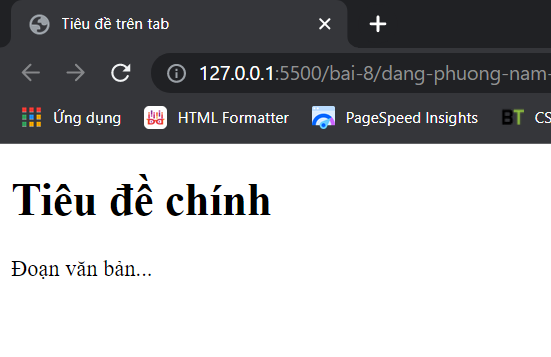 Tiêu đề trên tab
127.0.0.1:5500/bai-8/dang-phuong-nam-
Ứng dụng HTML Formatter PageSpeed Insights BT CS
Tiêu đề chính
Đoạn văn bản...